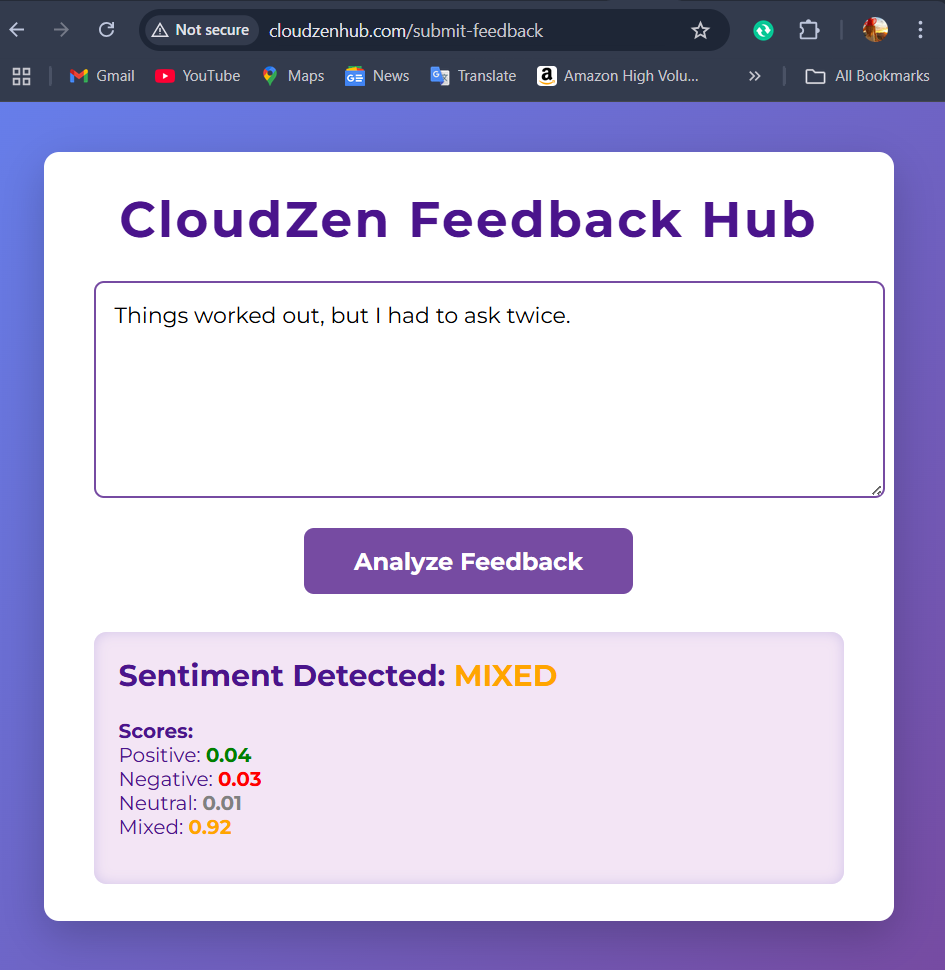 Not secure cloudzenhub.com/submit-feedback
Gmail YouTube Maps News Translate Amazon High Volu... » All Bookmarks
CloudZen Feedback Hub
Things worked out, but I had to ask twice.
Analyze Feedback
Sentiment Detected: MIXED
Scores:
Positive: 0.04
Negative: 0.03
Neutral: 0.01
Mixed: 0.92